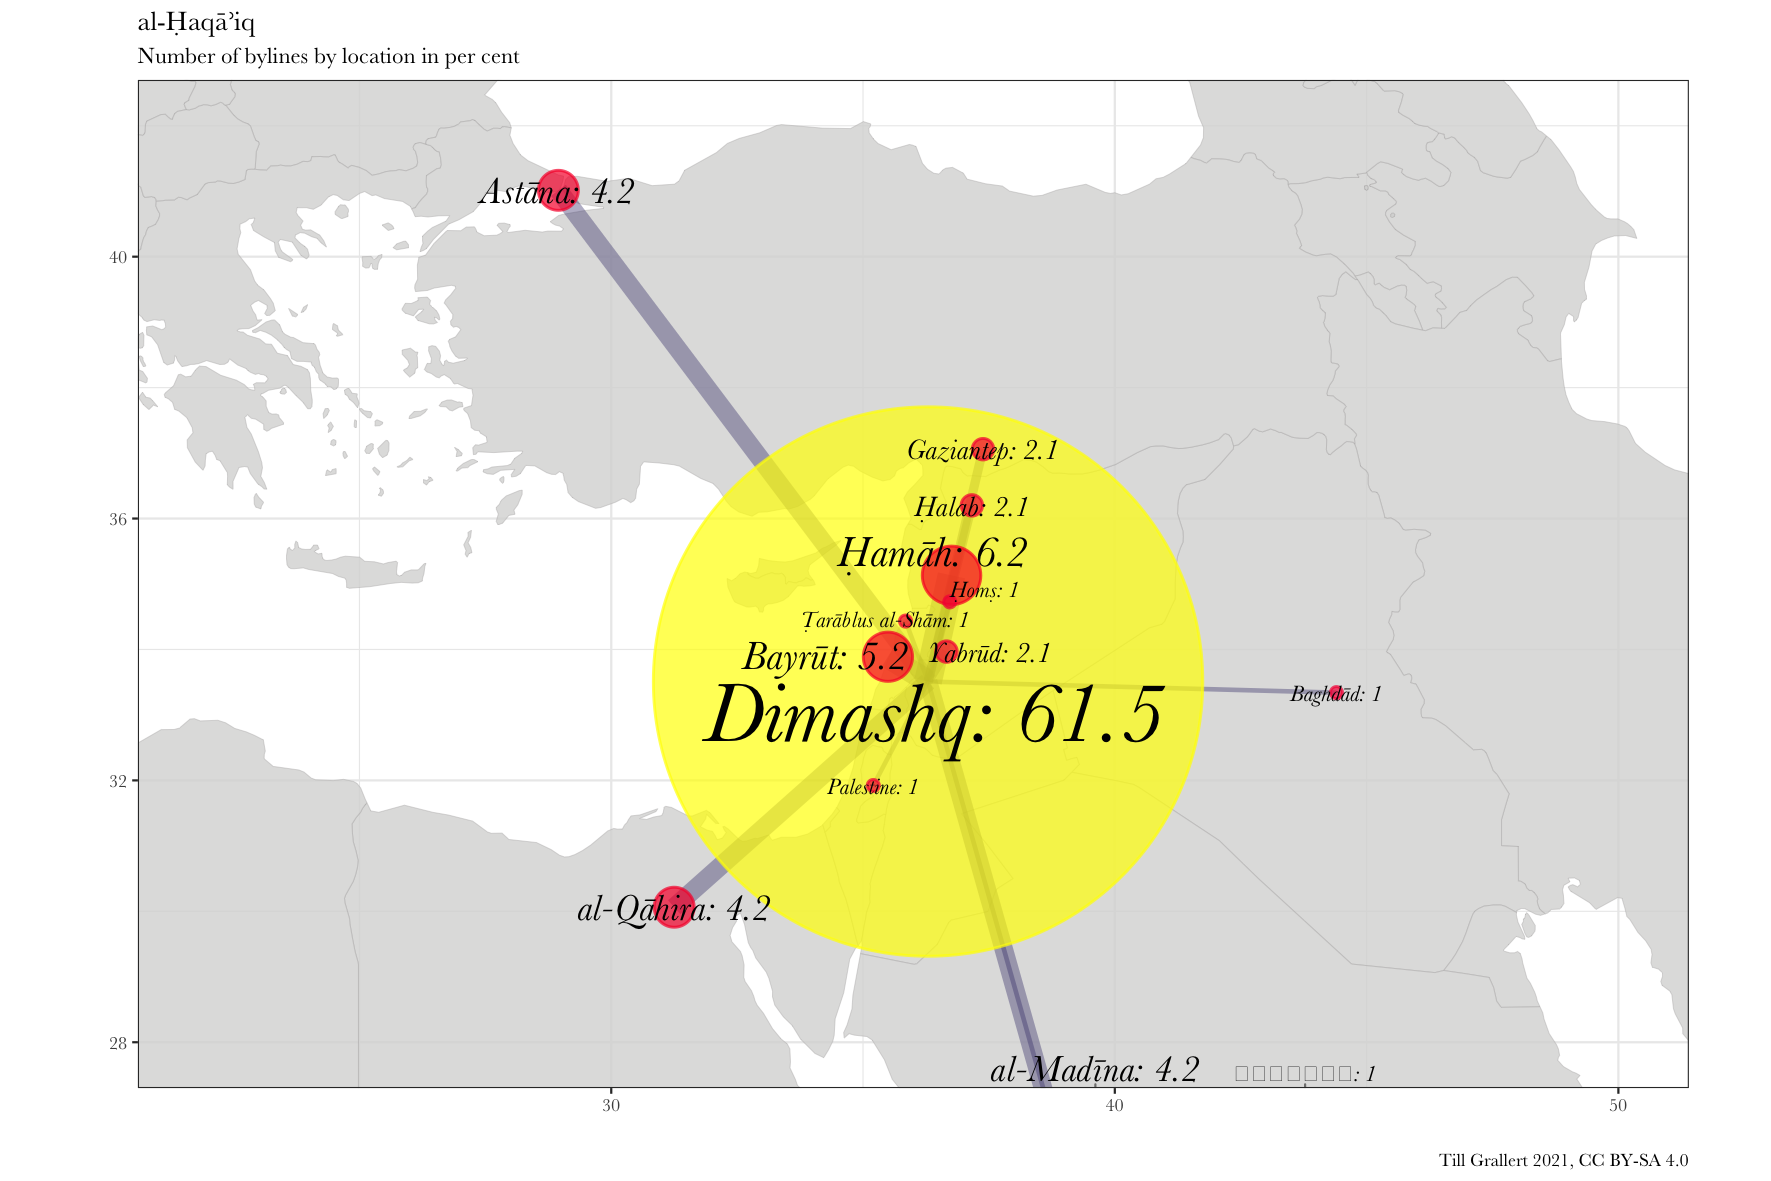 al-Ḥaqāʾiq
Number of bylines by location in per cent
Astāna: 4.2
40
Gaziantep: 2.1
Ḥalab: 2.1
36
Ḥamāh: 6.2
Ḥomṣ: 1
Ṭarāblus al-Shām: 1
Bayrūt: 5.2
Yabrūd: 2.1
Baghdād: 1
Dimashq: 61.5
32
Palestine: 1
al-Qāhira: 4.2
28
al-Madīna: 4.2
: 1
30 40 50
Till Grallert 2021, CC BY-SA 4.0